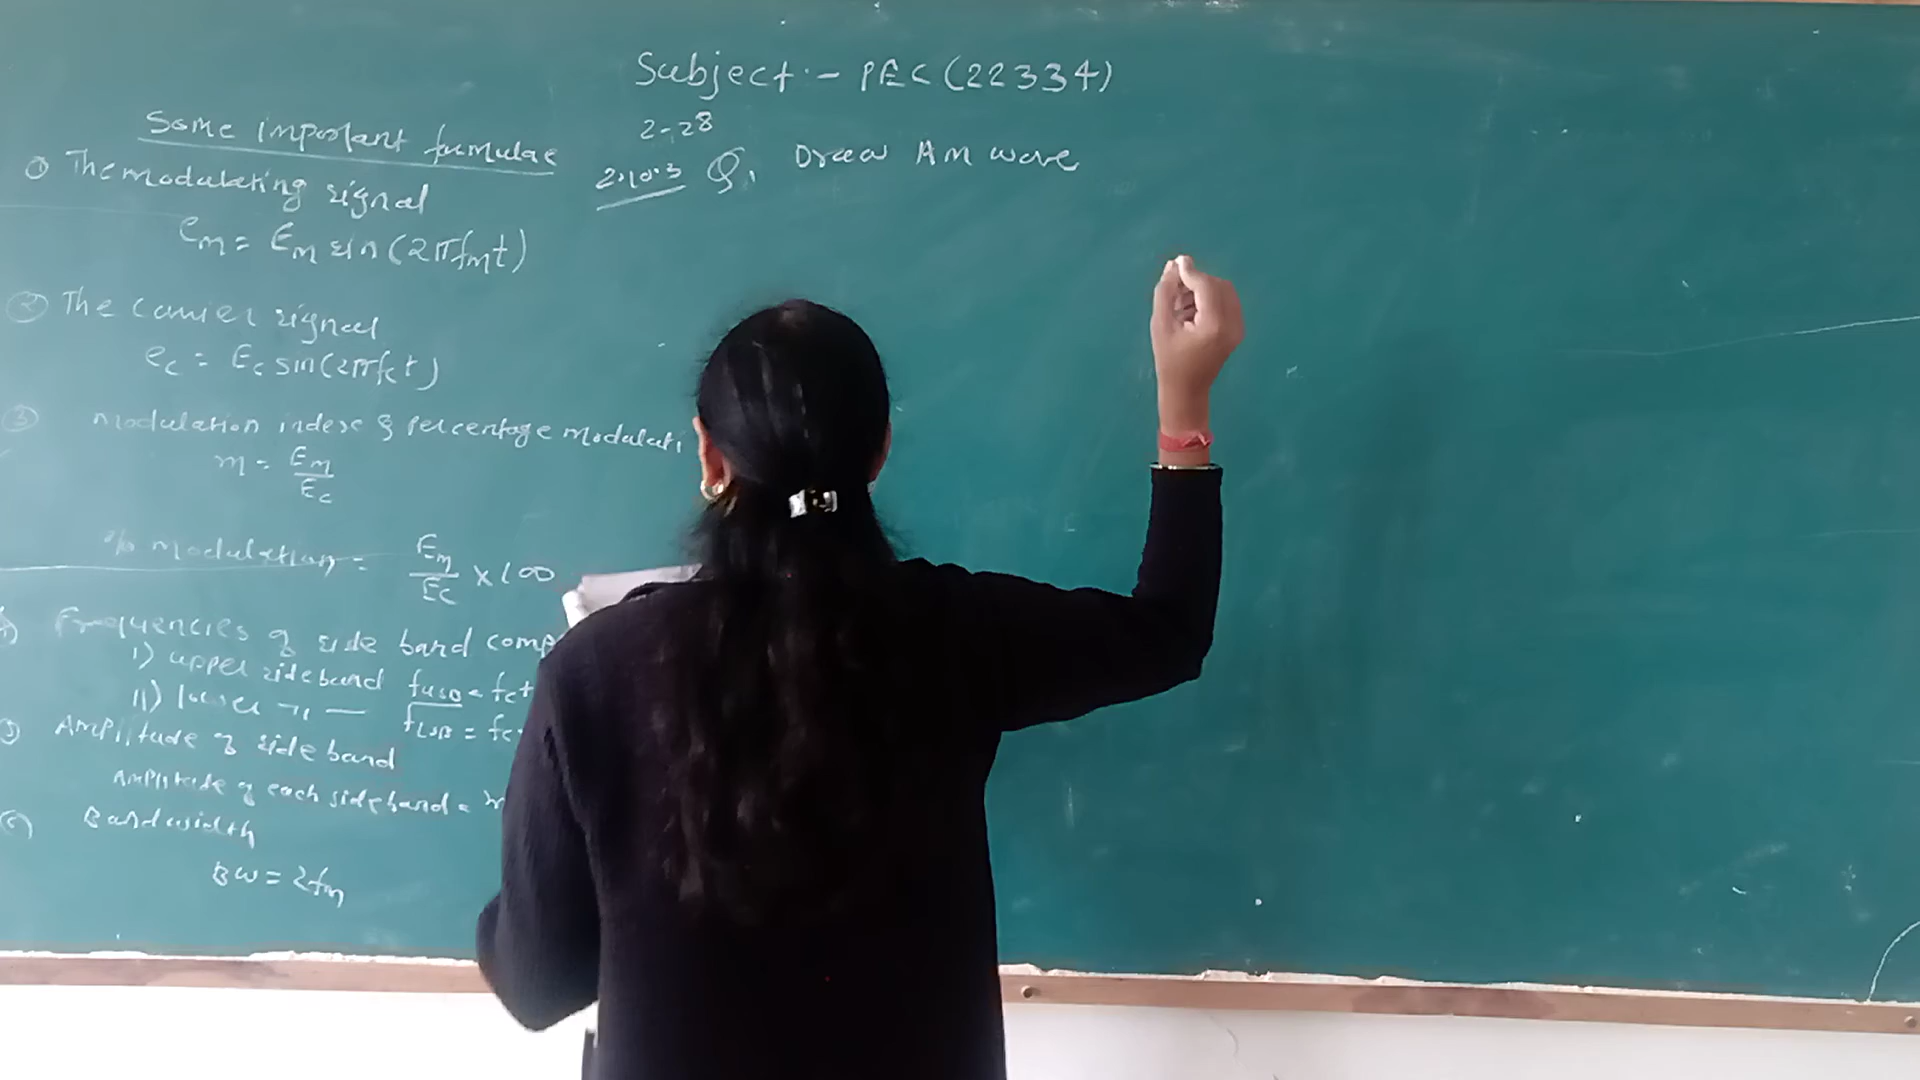 Subject :- PEC (22334)
2-28
2.10.3 Q. Draw AM wave
Some important formulae
① The modulating signal
em = Em sin(2πfmt)
② The carrier signal
ec = Ec sin(2πfct)
③ modulation index & percentage modulati
m = Em/Ec
% modulation = Em/Ec × 100
Frequencies of side band comp
i) upper sideband fUSB = fc+
ii) lower -"- fLSB = fc-
Amplitude of side band
Amplitude of each sideband = m
Bandwidth
BW = 2fm